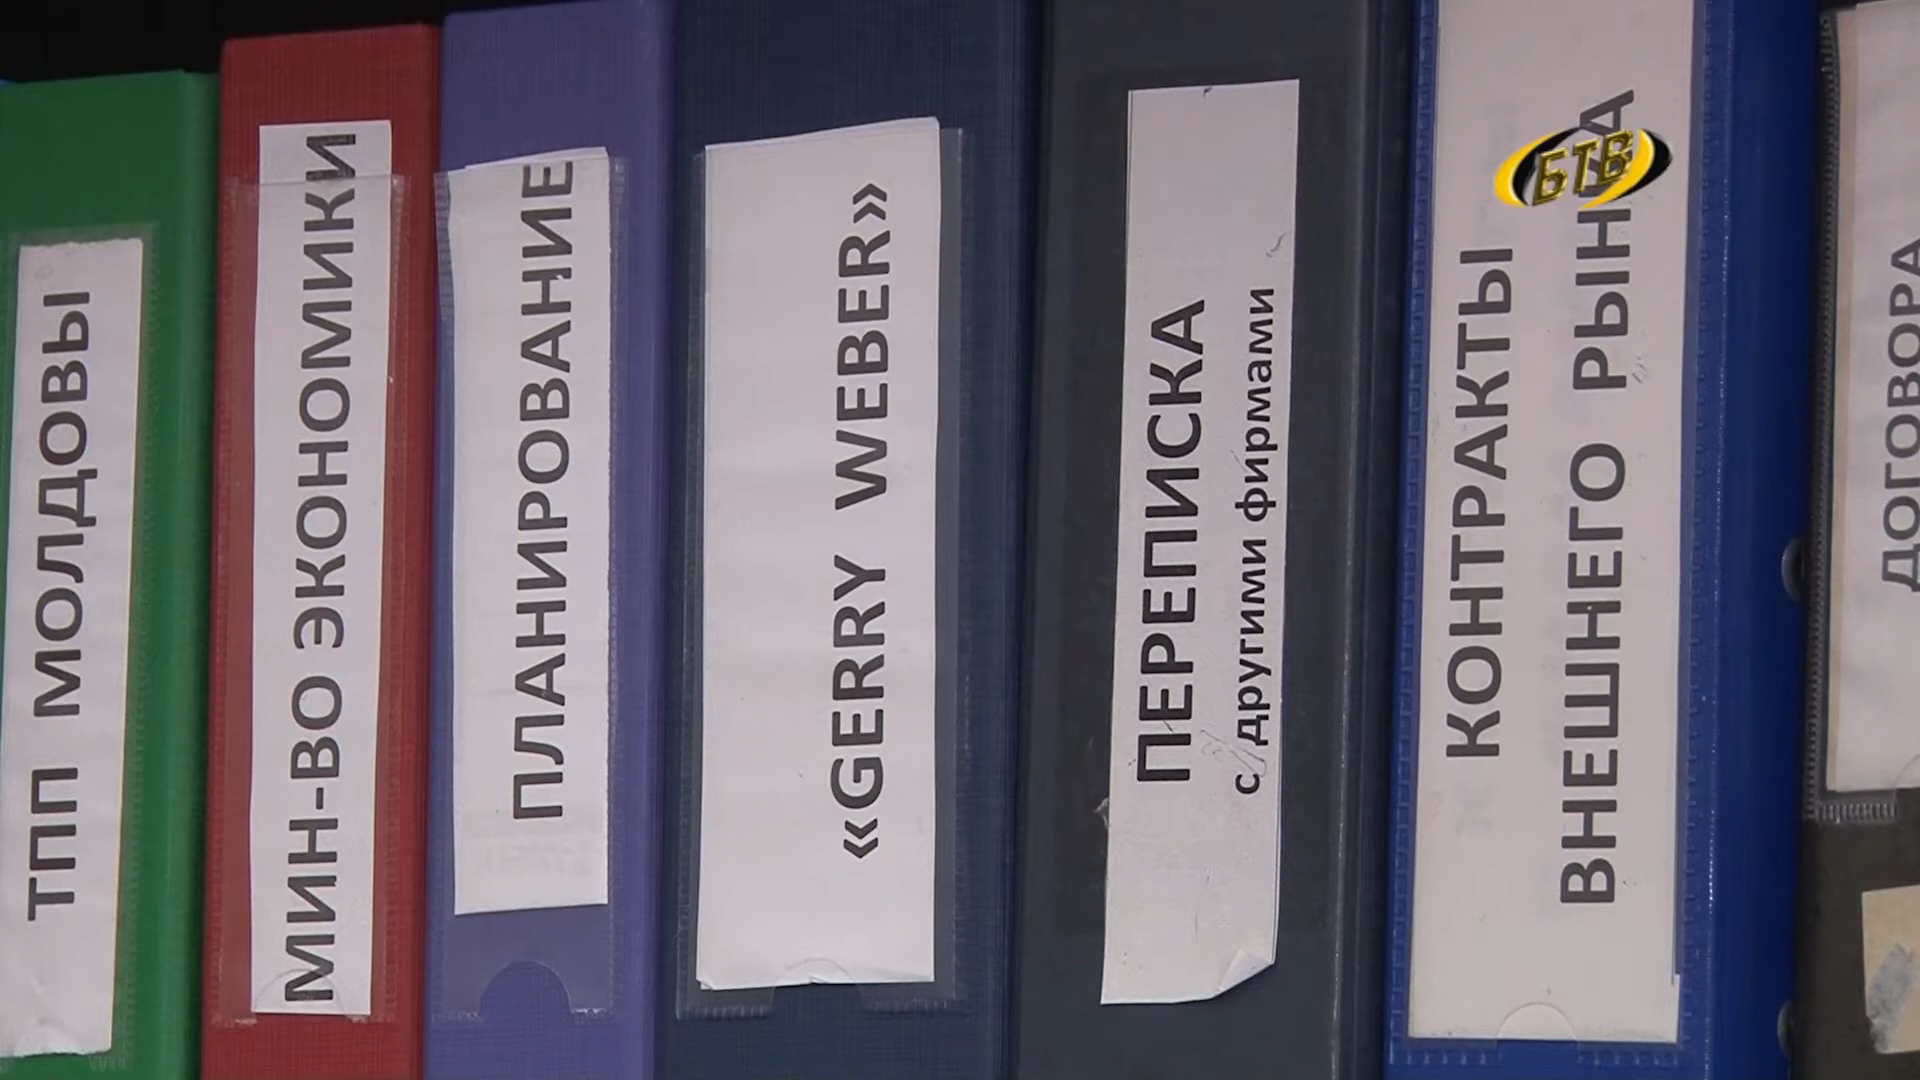 ТПП МОЛДОВЫ
МИН-ВО ЭКОНОМИКИ
ПЛАНИРОВАНИЕ
«GERRY WEBER»
ПЕРЕПИСКА
с другими фирмами
КОНТРАКТЫ
ВНЕШНЕГО РЫНКА
ДОГОВОРА
БТВ